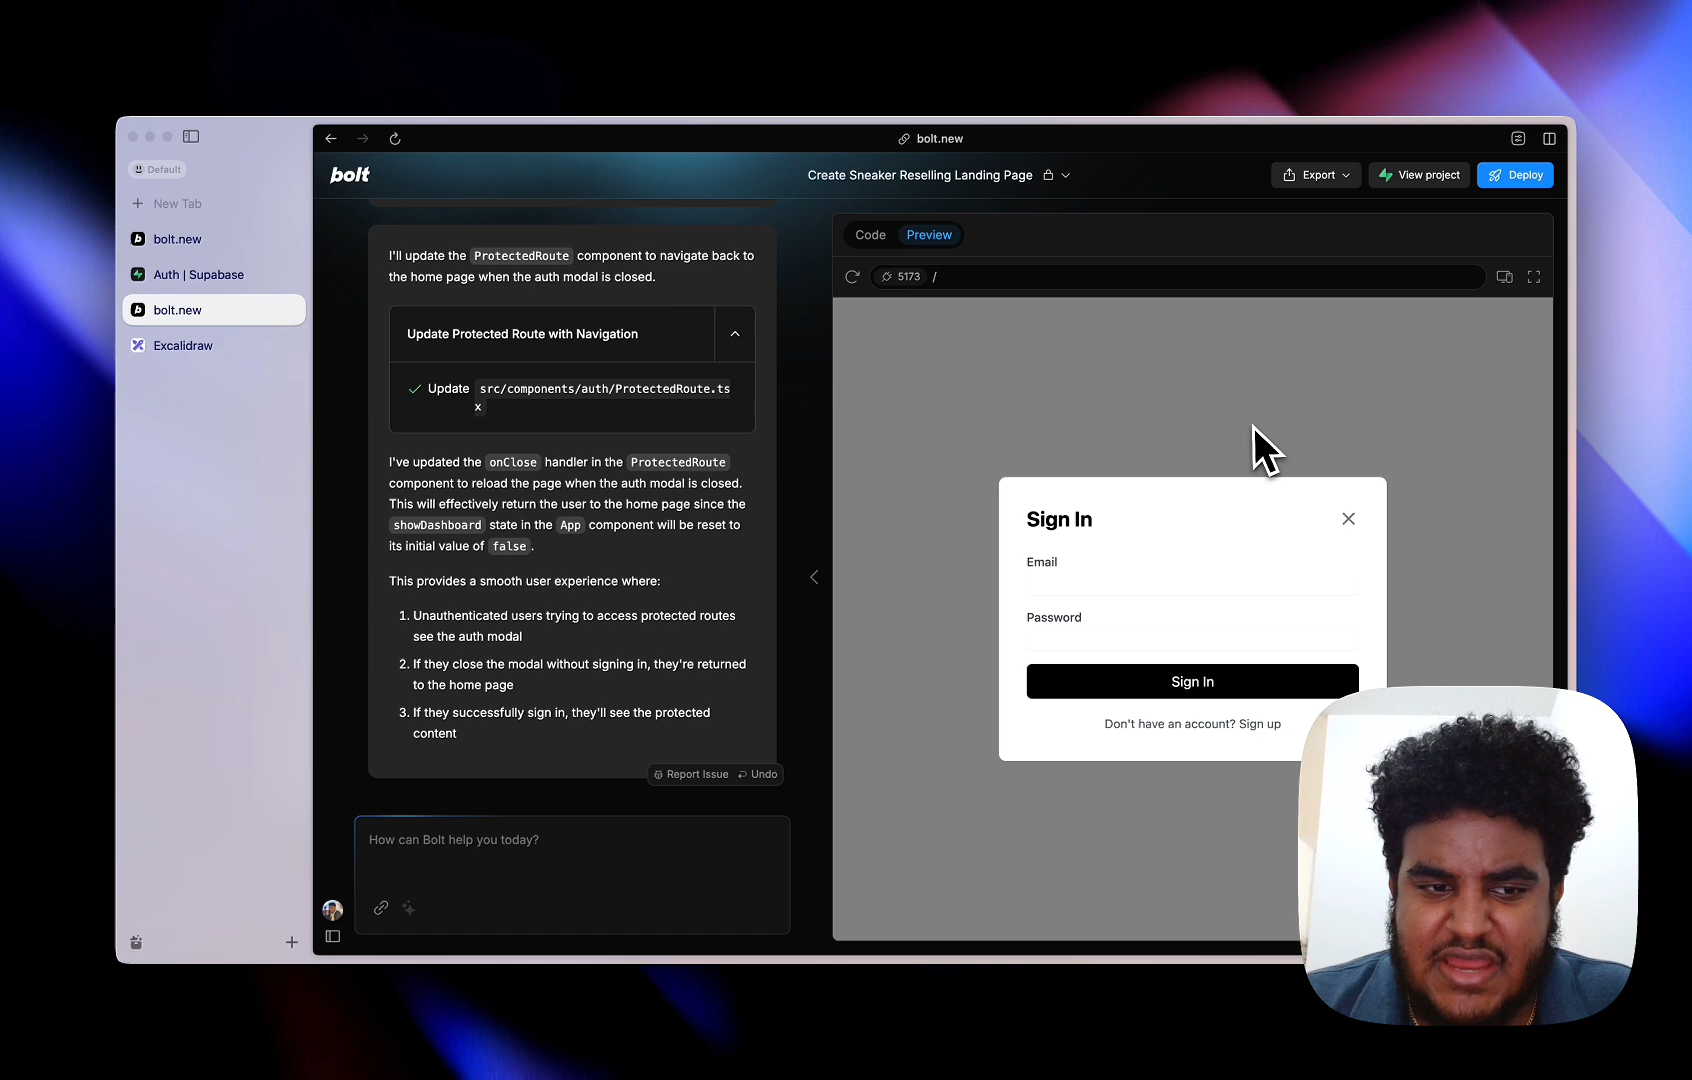 Default
New Tab
bolt.new
Auth | Supabase
bolt.new
Excalidraw
bolt.new
bolt
Create Sneaker Reselling Landing Page
Export
View project
Deploy
I'll update the ProtectedRoute component to navigate back to
the home page when the auth modal is closed.
Update Protected Route with Navigation
Update src/components/auth/ProtectedRoute.ts
x
I've updated the onClose handler in the ProtectedRoute
component to reload the page when the auth modal is closed.
This will effectively return the user to the home page since the
showDashboard state in the App component will be reset to
its initial value of false.
This provides a smooth user experience where:
1. Unauthenticated users trying to access protected routes
see the auth modal
2. If they close the modal without signing in, they're returned
to the home page
3. If they successfully sign in, they'll see the protected
content
Report Issue
Undo
How can Bolt help you today?
Code
Preview
5173
/
Sign In
Email
Password
Sign In
Don't have an account? Sign up